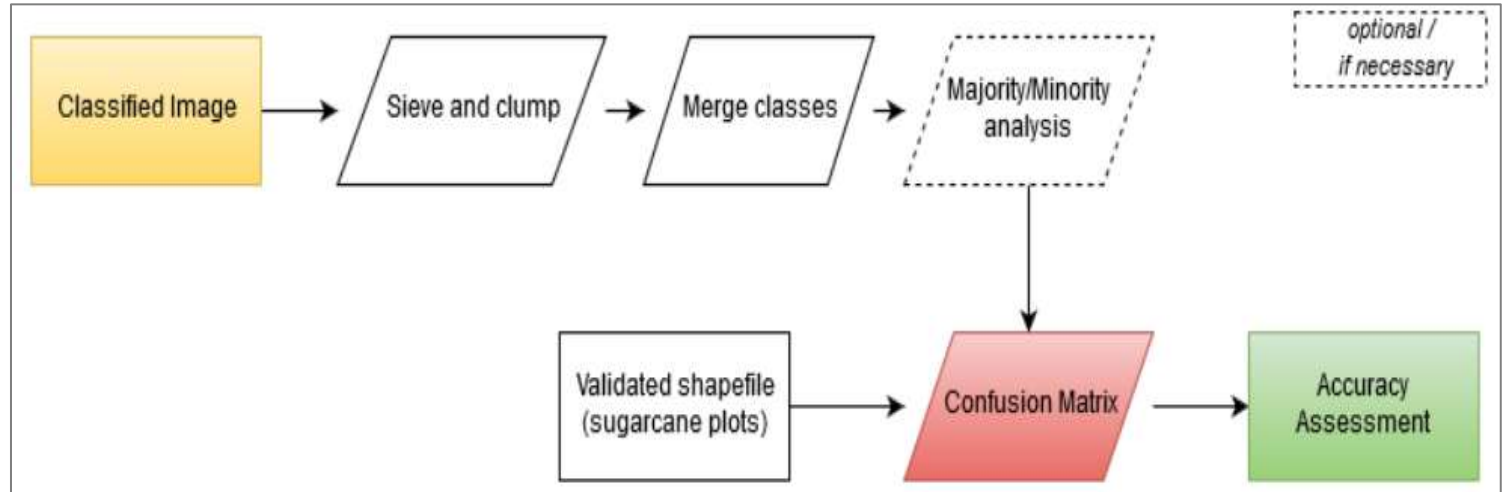 optional /
if necessary
Classified Image
Sieve and clump
Merge classes
Majority/Minority
analysis
Validated shapefile
(sugarcane plots)
Confusion Matrix
Accuracy
Assessment